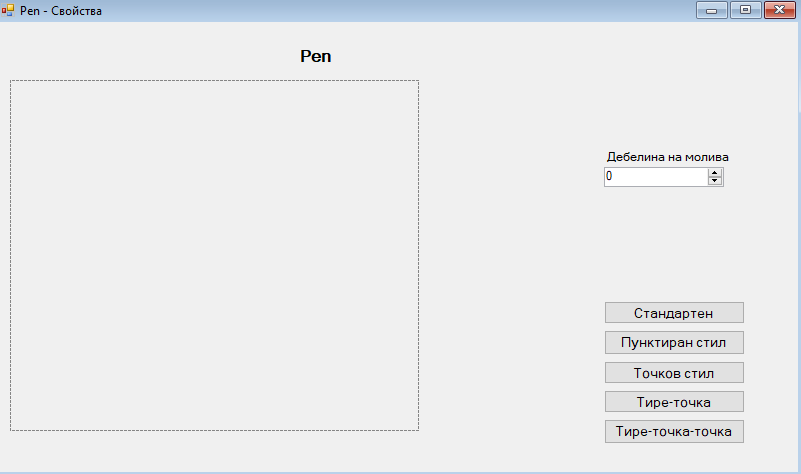 Pen - Свойства
Pen
Дебелина на молива
0
Стандартен
Пунктиран стил
Точков стил
Тире-точка
Тире-точка-точка